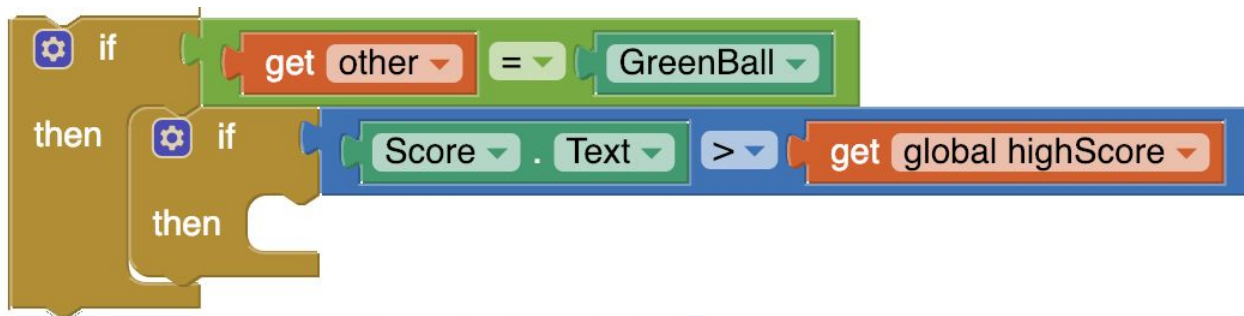 if get other = GreenBall
then if Score . Text > get global highScore
then